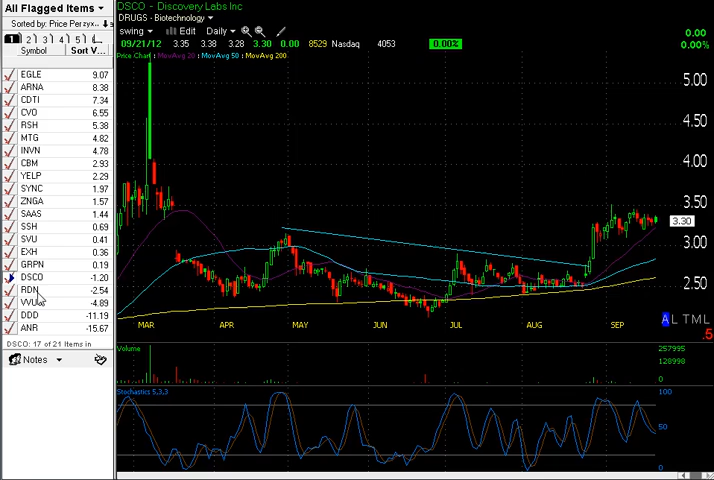 All Flagged Items
Sorted by: Price Per
1 2 3 4 5 6 7 8
Symbol Sort V...
EGLE 9.07
ARNA 8.38
CDTI 7.34
CVO 6.55
RSH 5.38
MTG 4.82
INVN 4.78
CBM 2.93
YELP 2.29
SYNC 1.97
ZNGA 1.57
SAAS 1.44
SSH 0.69
SVU 0.41
EXH 0.36
GRPN 0.19
DSCO -1.20
RDN -2.54
VVUS -4.89
DDD -11.19
ANR -15.67
DSCO: 17 of 21 Items in
Notes
DSCO - Discovery Labs Inc
DRUGS - Biotechnology
swing Edit Daily
09/21/12 3.35 3.38 3.28 3.30 0.00 8529 Nasdaq 4053 0.00%
0.00
0.00%
Price Chart : MovAvg 20 : MovAvg 50 : MovAvg 200
5.00
4.50
4.00
3.50
3.30
3.00
2.50
A L T M L
.5
MAR APR MAY JUN JUL AUG SEP
Volume
257995
128998
0
Stochastics 5,3,3
100
50
0